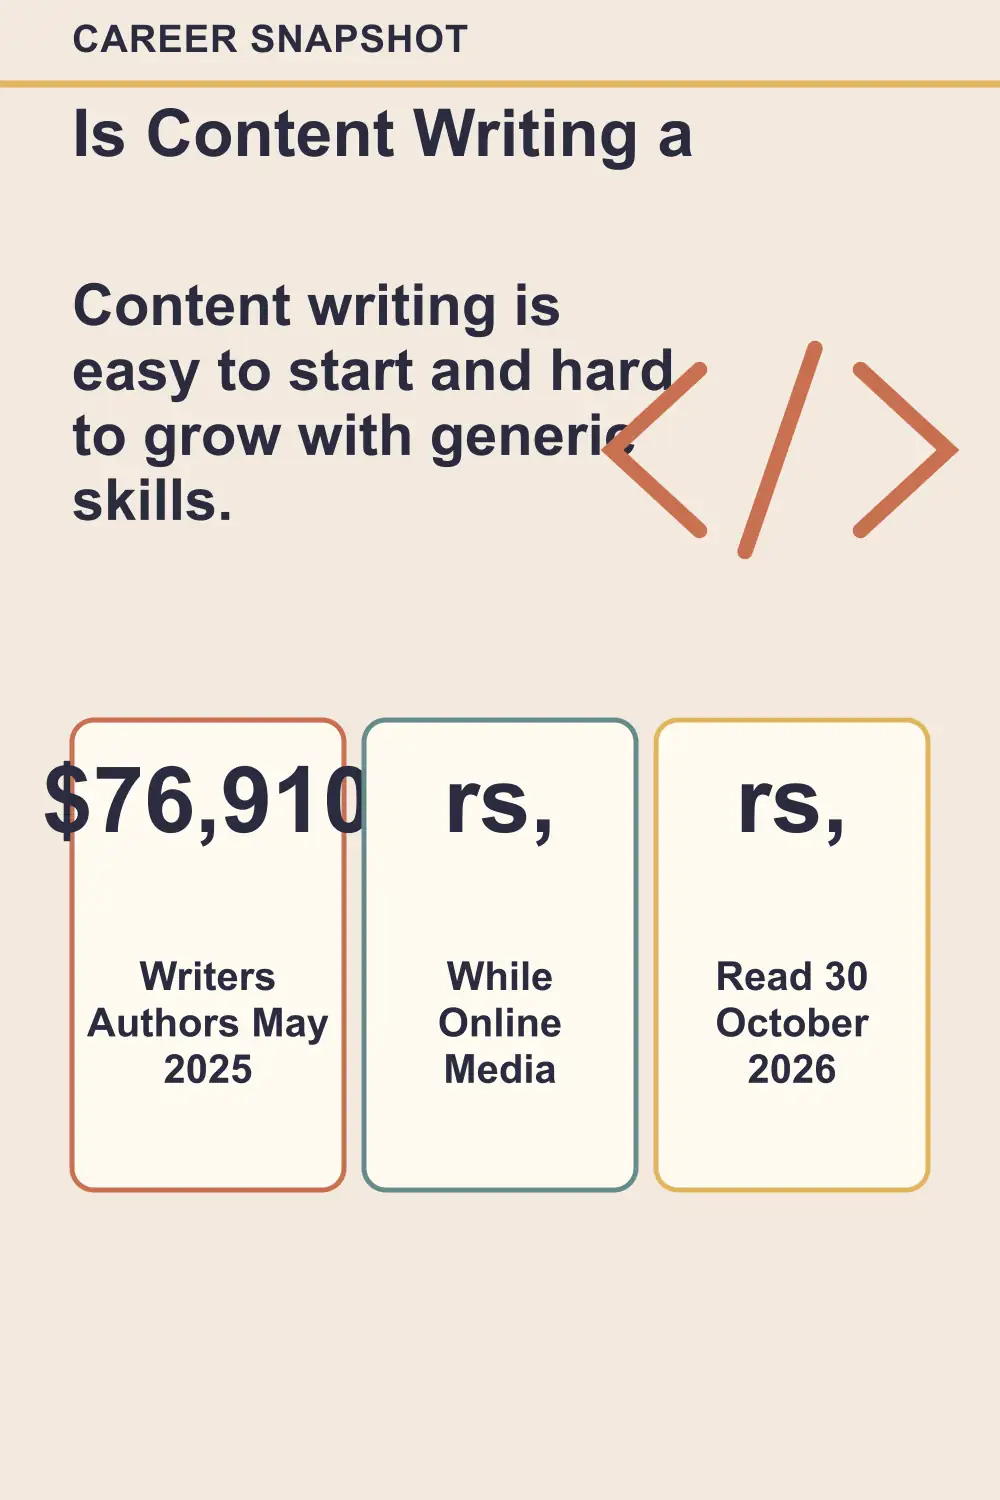 CAREER SNAPSHOT
Is Content Writing a
Content writing is
easy to start and hard
to grow with generic
skills.
$76,910
Writers
Authors May
2025
rs,
While
Online
Media
rs,
Read 30
October
2026